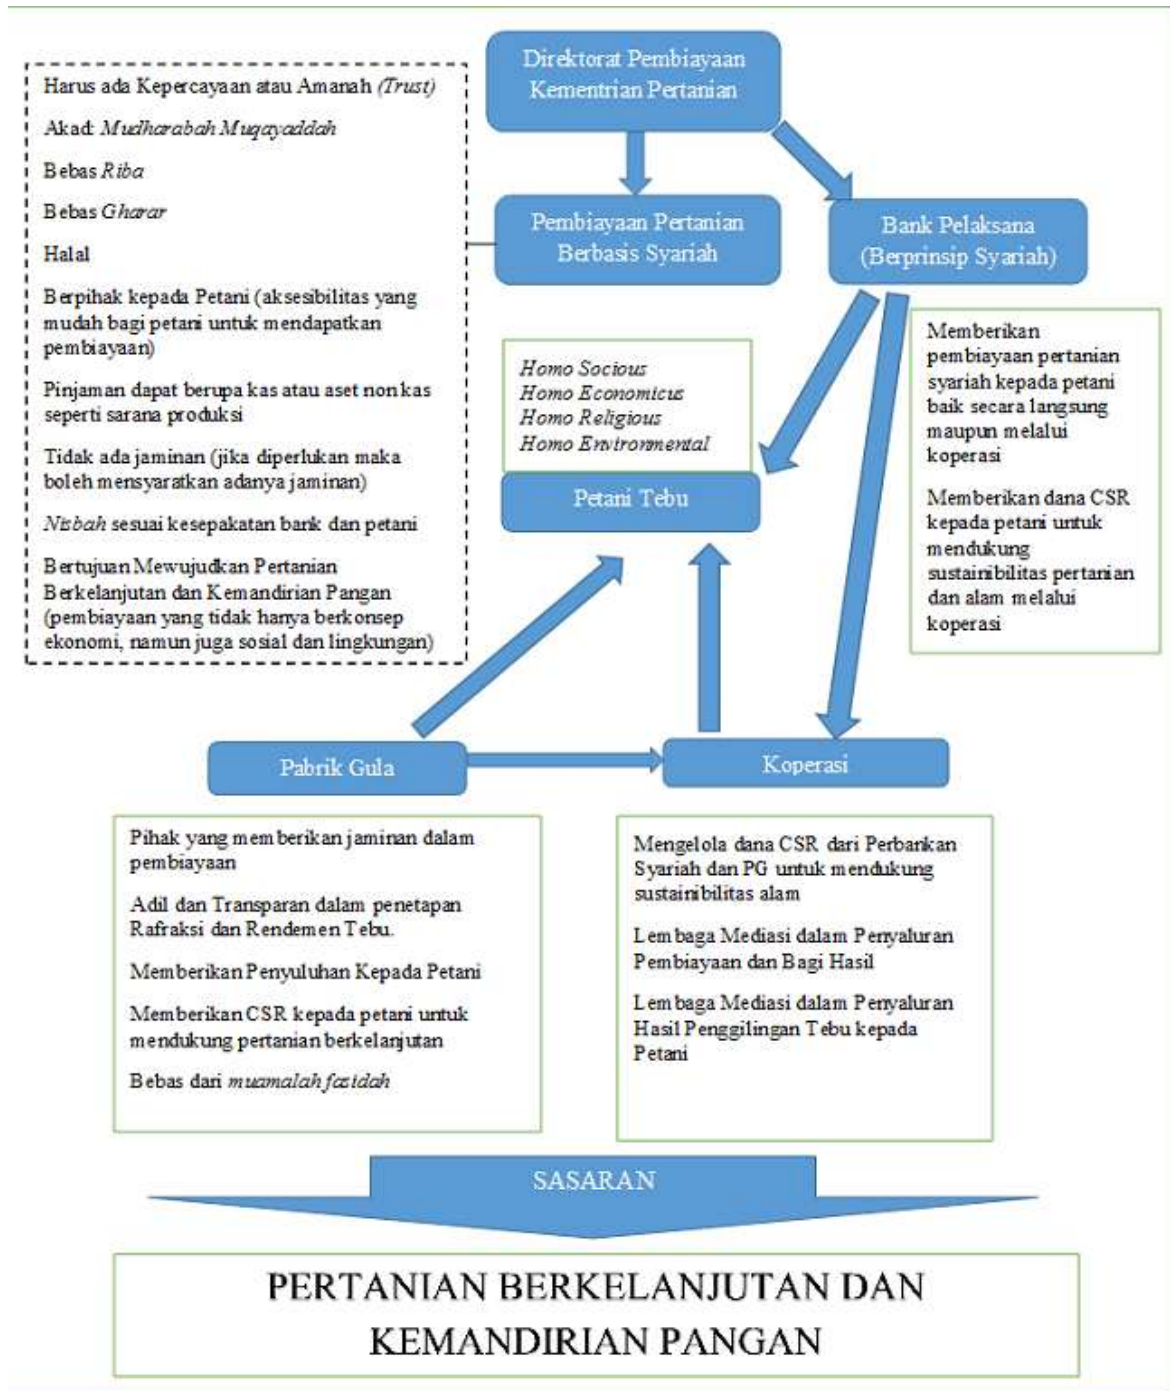 Direktorat Pembiayaan
Kementrian Pertanian
Harus ada Kepercayaan atau Amanah (Trust)
Akad: Mudharabah Muqayaddah
Bebas Riba
Bebas Gharar
Halal
Berpihak kepada Petani (aksesibilitas yang
mudah bagi petani untuk mendapatkan
pembiayaan)
Pinjaman dapat berupa kas atau aset non kas
seperti sarana produksi
Tidak ada jaminan (jika diperlukan maka
boleh mensyaratkan adanya jaminan)
Nisbah sesuai kesepakatan bank dan petani
Bertujuan Mewujudkan Pertanian
Berkelanjutan dan Kemandirian Pangan
(pembiayaan yang tidak hanya berkonsep
ekonomi, namun juga sosial dan lingkungan)
Pembiayaan Pertanian
Berbasis Syariah
Bank Pelaksana
(Berprinsip Syariah)
Memberikan
pembiayaan pertanian
syariah kepada petani
baik secara langsung
maupun melalui
koperasi
Memberikan dana CSR
kepada petani untuk
mendukung
sustainibilitas pertanian
dan alam melalui
koperasi
Homo Socious
Homo Economicus
Homo Religious
Homo Environmental
Petani Tebu
Pabrik Gula
Koperasi
Pihak yang memberikan jaminan dalam
pembiayaan
Adil dan Transparan dalam penetapan
Rafraksi dan Rendemen Tebu.
Memberikan Penyuluhan Kepada Petani
Memberikan CSR kepada petani untuk
mendukung pertanian berkelanjutan
Bebas dari muamalah fasidah
Mengelola dana CSR dari Perbankan
Syariah dan PG untuk mendukung
sustainibilitas alam
Lembaga Mediasi dalam Penyaluran
Pembiayaan dan Bagi Hasil
Lembaga Mediasi dalam Penyaluran
Hasil Penggilingan Tebu kepada
Petani
SASARAN
PERTANIAN BERKELANJUTAN DAN
KEMANDIRIAN PANGAN